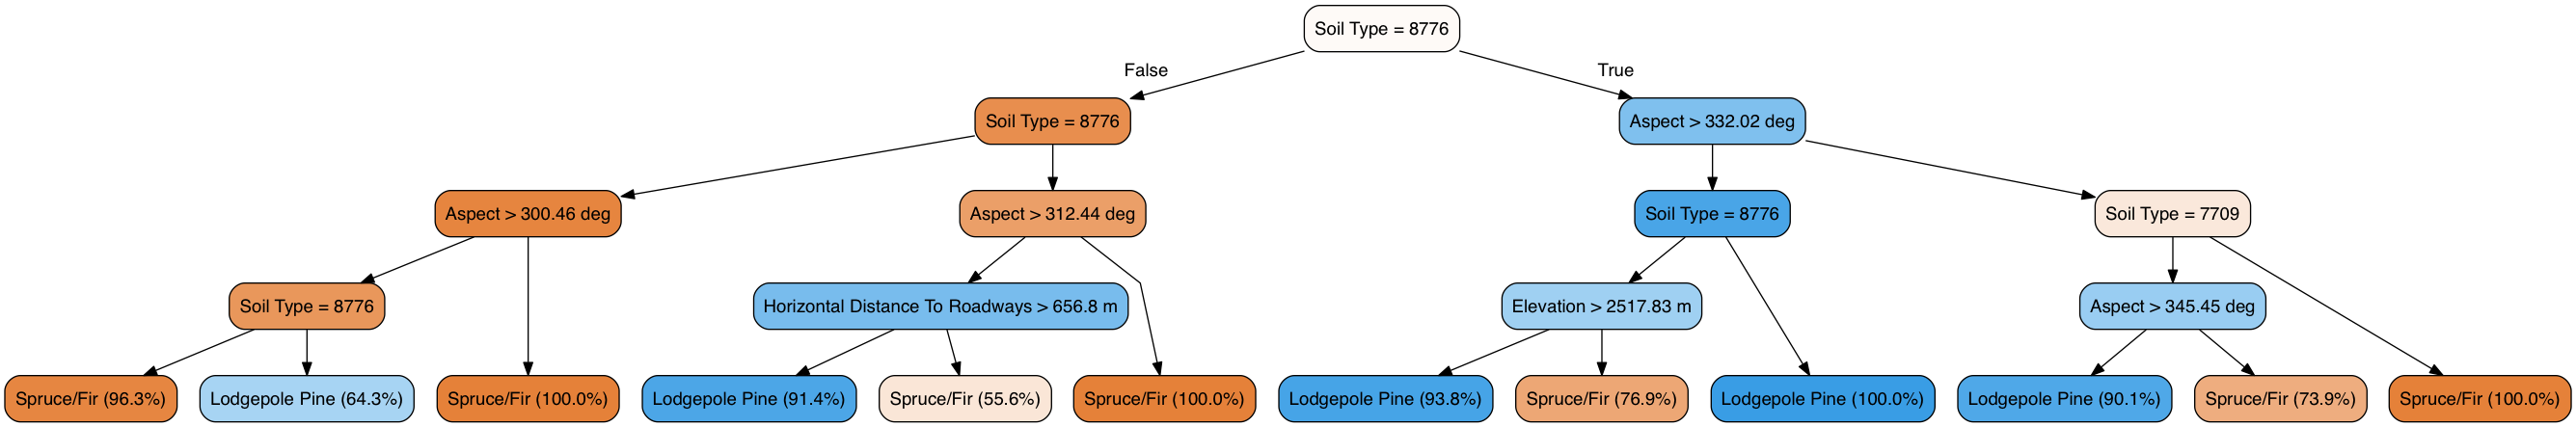 Soil Type = 8776
False
True
Soil Type = 8776
Aspect > 332.02 deg
Aspect > 300.46 deg
Aspect > 312.44 deg
Soil Type = 8776
Soil Type = 7709
Soil Type = 8776
Horizontal Distance To Roadways > 656.8 m
Elevation > 2517.83 m
Aspect > 345.45 deg
Spruce/Fir (96.3%)
Lodgepole Pine (64.3%)
Spruce/Fir (100.0%)
Lodgepole Pine (91.4%)
Spruce/Fir (55.6%)
Spruce/Fir (100.0%)
Lodgepole Pine (93.8%)
Spruce/Fir (76.9%)
Lodgepole Pine (100.0%)
Lodgepole Pine (90.1%)
Spruce/Fir (73.9%)
Spruce/Fir (100.0%)